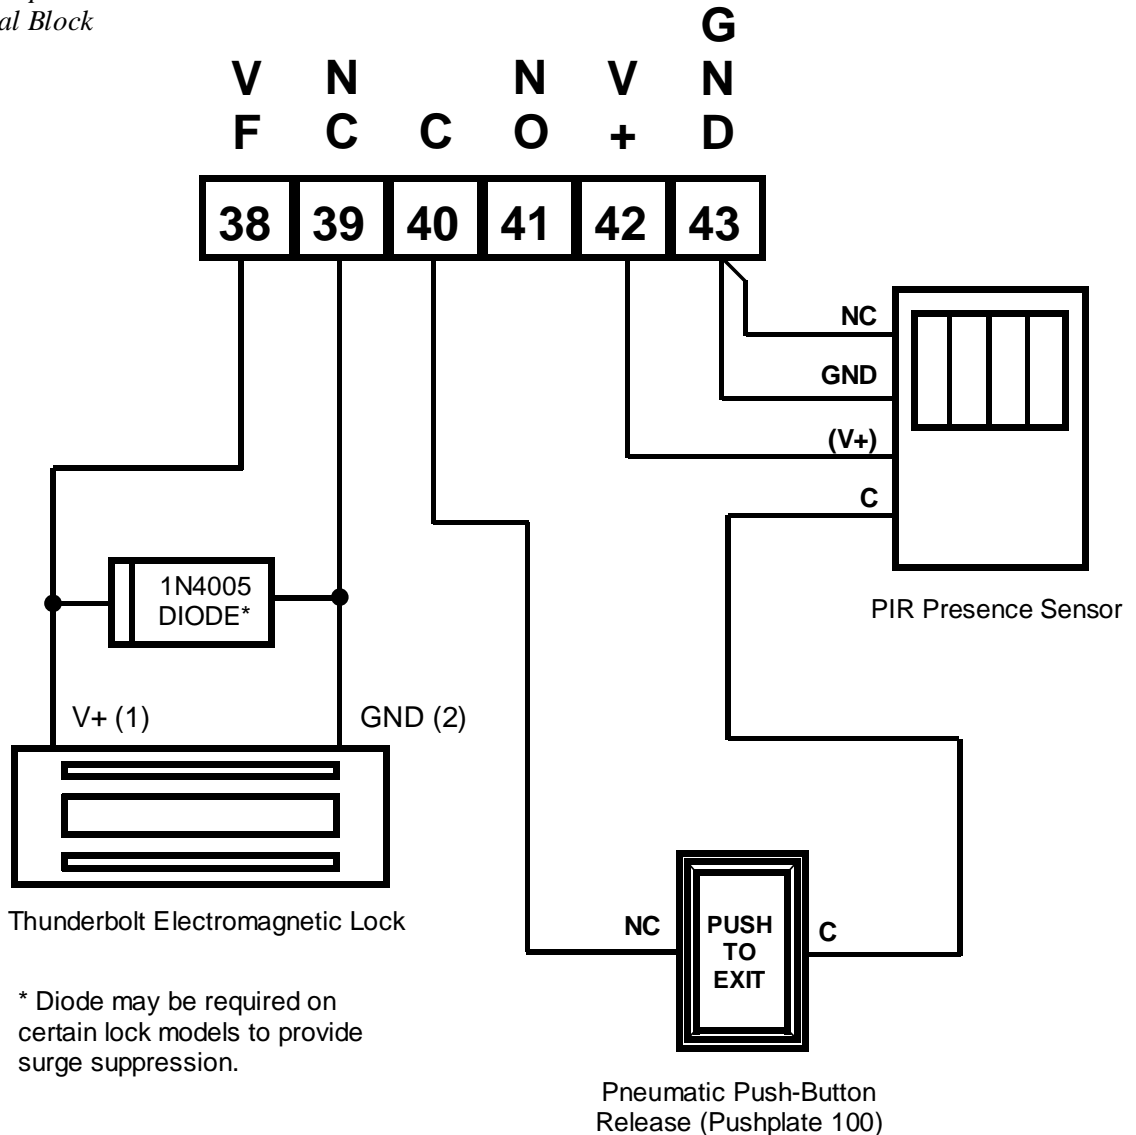 al Block
V F
N C
C
N O
V +
G N D
38 39 40 41 42 43
NC
GND
(V+)
C
PIR Presence Sensor
1N4005
DIODE*
V+ (1)
GND (2)
Thunderbolt Electromagnetic Lock
* Diode may be required on
certain lock models to provide
surge suppression.
NC
PUSH
TO
EXIT
C
Pneumatic Push-Button
Release (Pushplate 100)